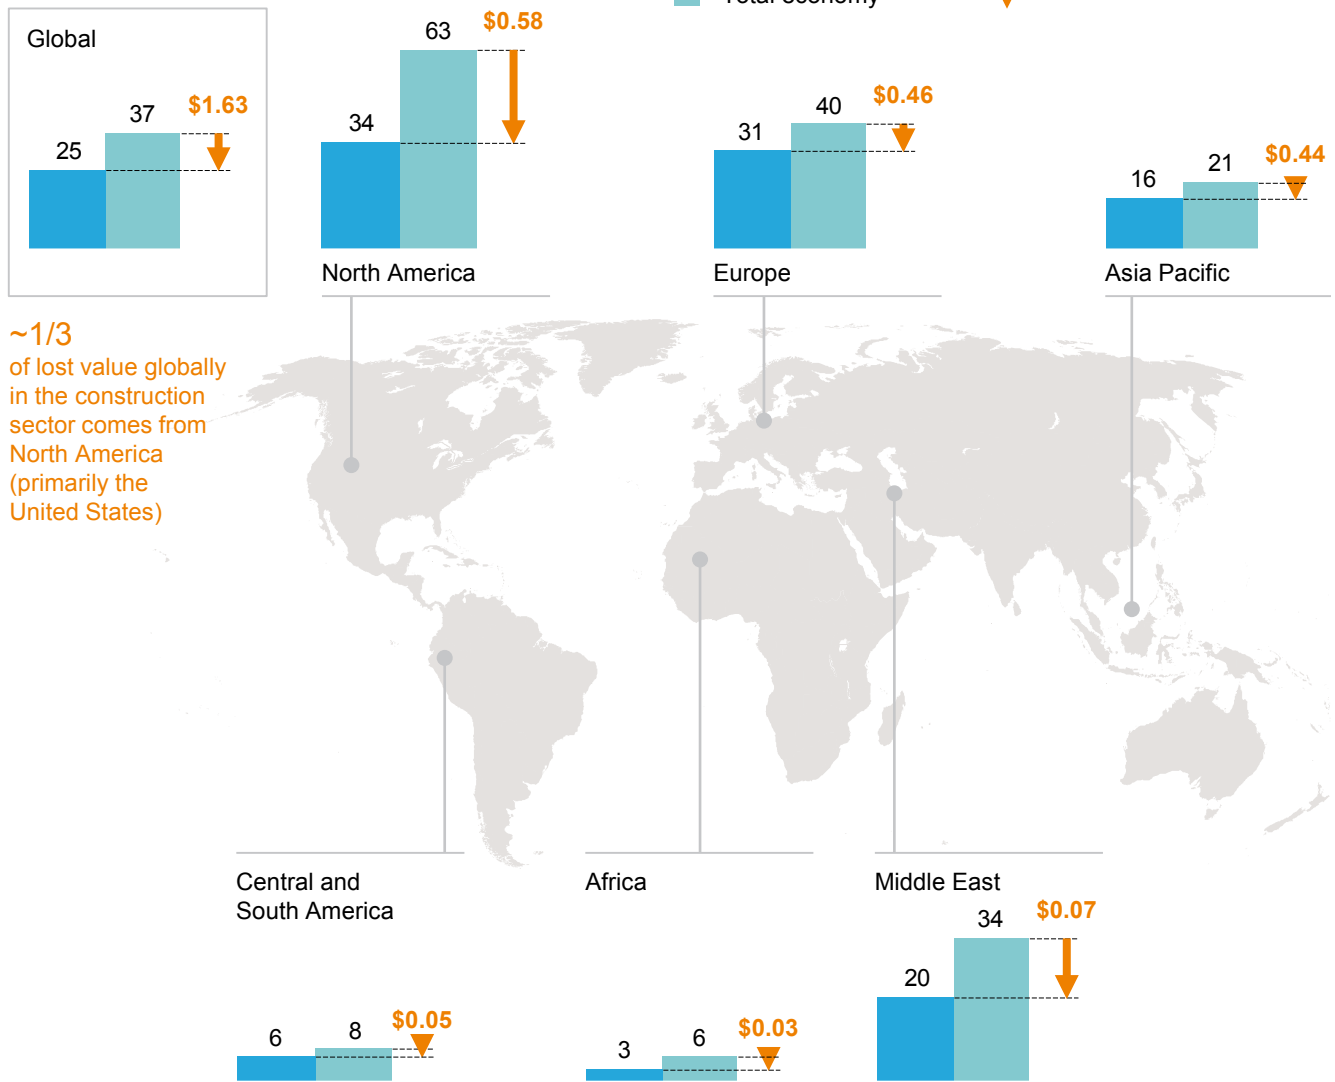 Total economy
Global
25
37
$1.63
34
63
$0.58
North America
31
40
$0.46
Europe
16
21
$0.44
Asia Pacific
~1/3
of lost value globally
in the construction
sector comes from
North America
(primarily the
United States)
Central and
South America
6
8
$0.05
Africa
3
6
$0.03
Middle East
20
34
$0.07